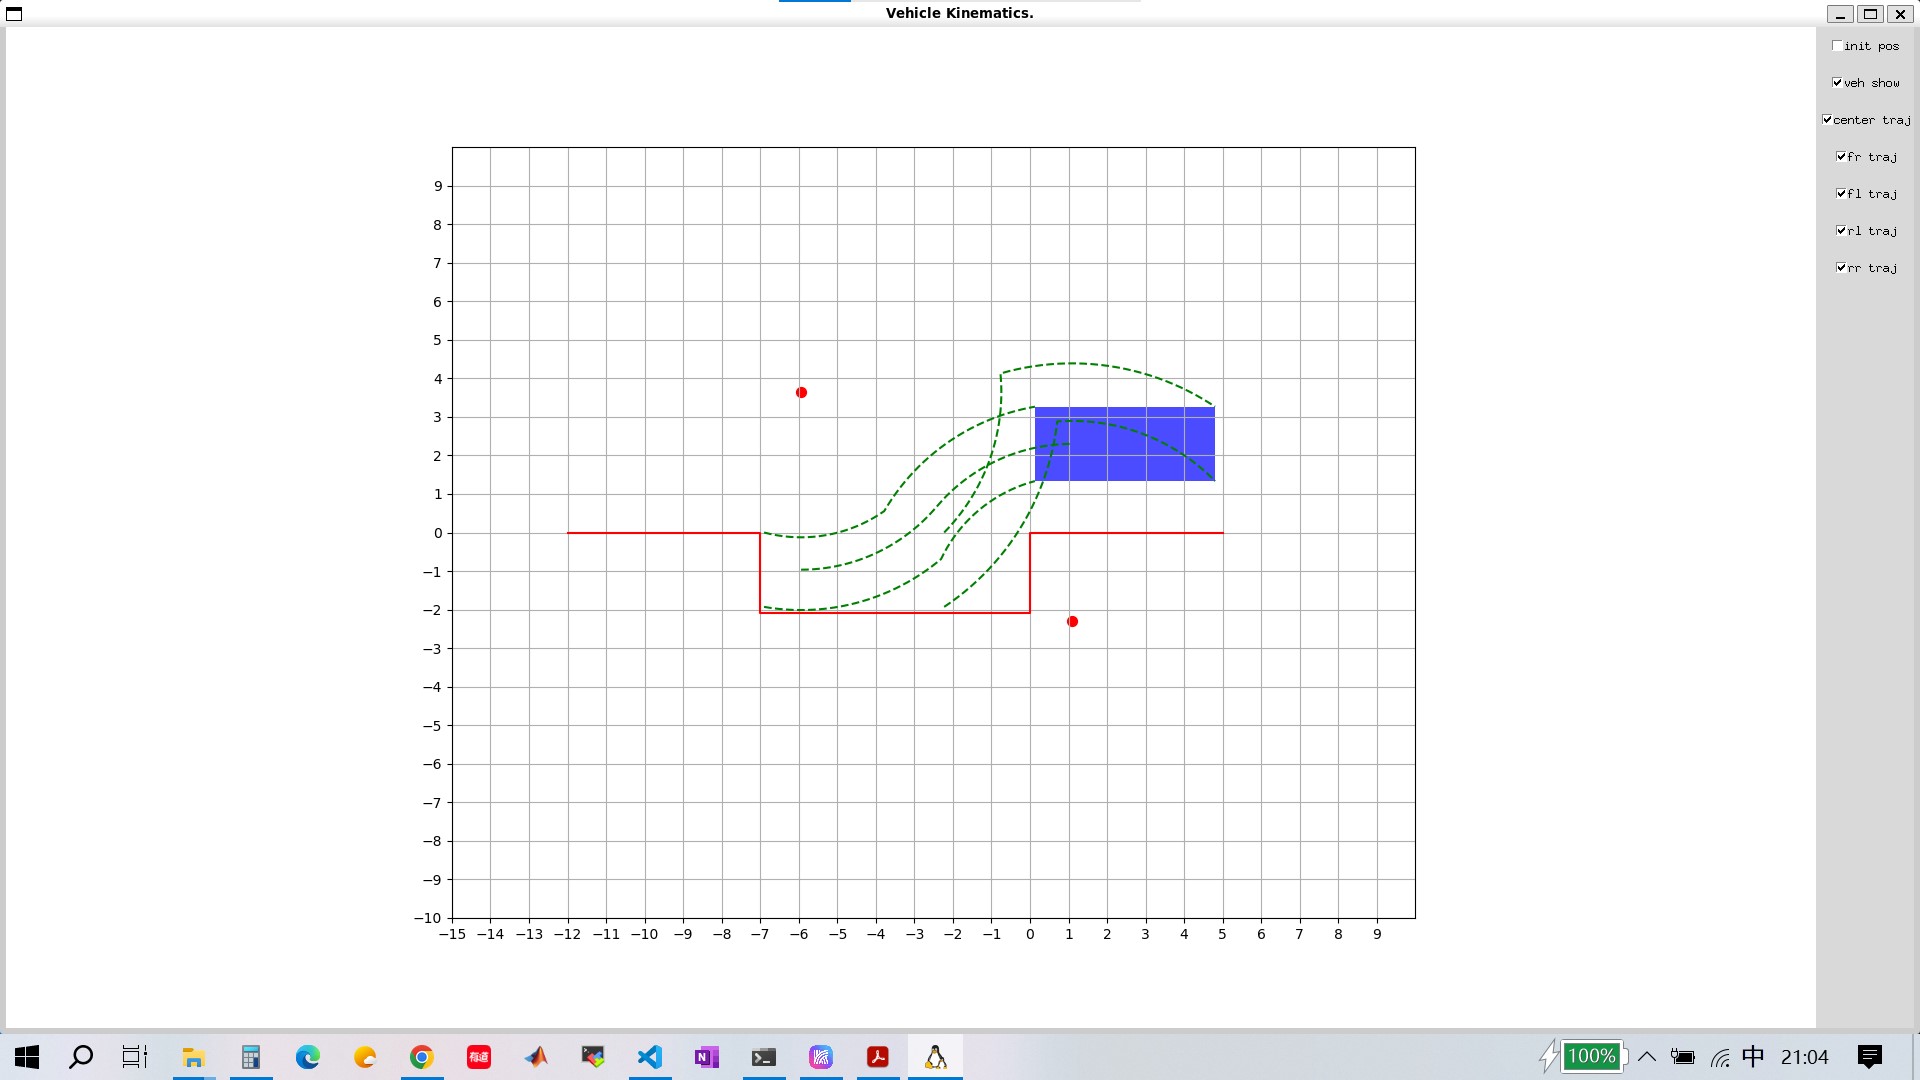 Vehicle Kinematics.
init pos
veh show
center traj
fr traj
fl traj
rl traj
rr traj
9
8
7
6
5
4
3
2
1
0
−1
−2
−3
−4
−5
−6
−7
−8
−9
−10
−15 −14 −13 −12 −11 −10 −9 −8 −7 −6 −5 −4 −3 −2 −1 0 1 2 3 4 5 6 7 8 9
有道 N 100% 中 21:04